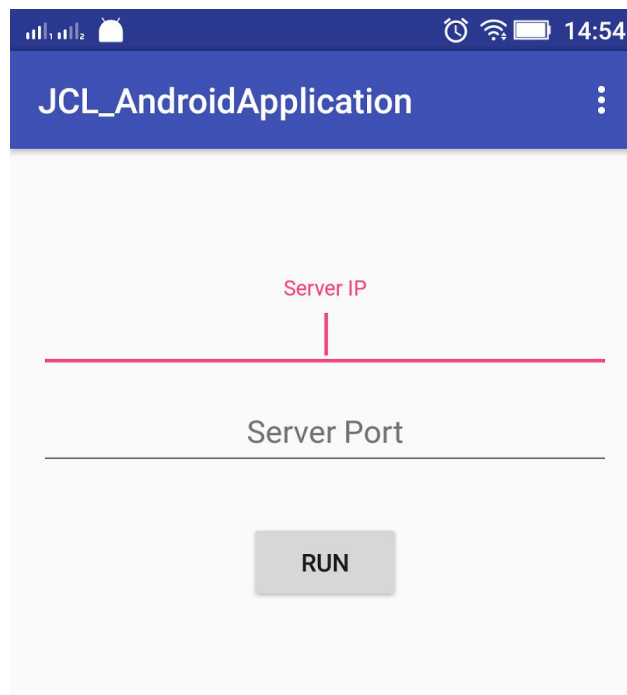 14:54
JCL_AndroidApplication
Server IP
Server Port
RUN